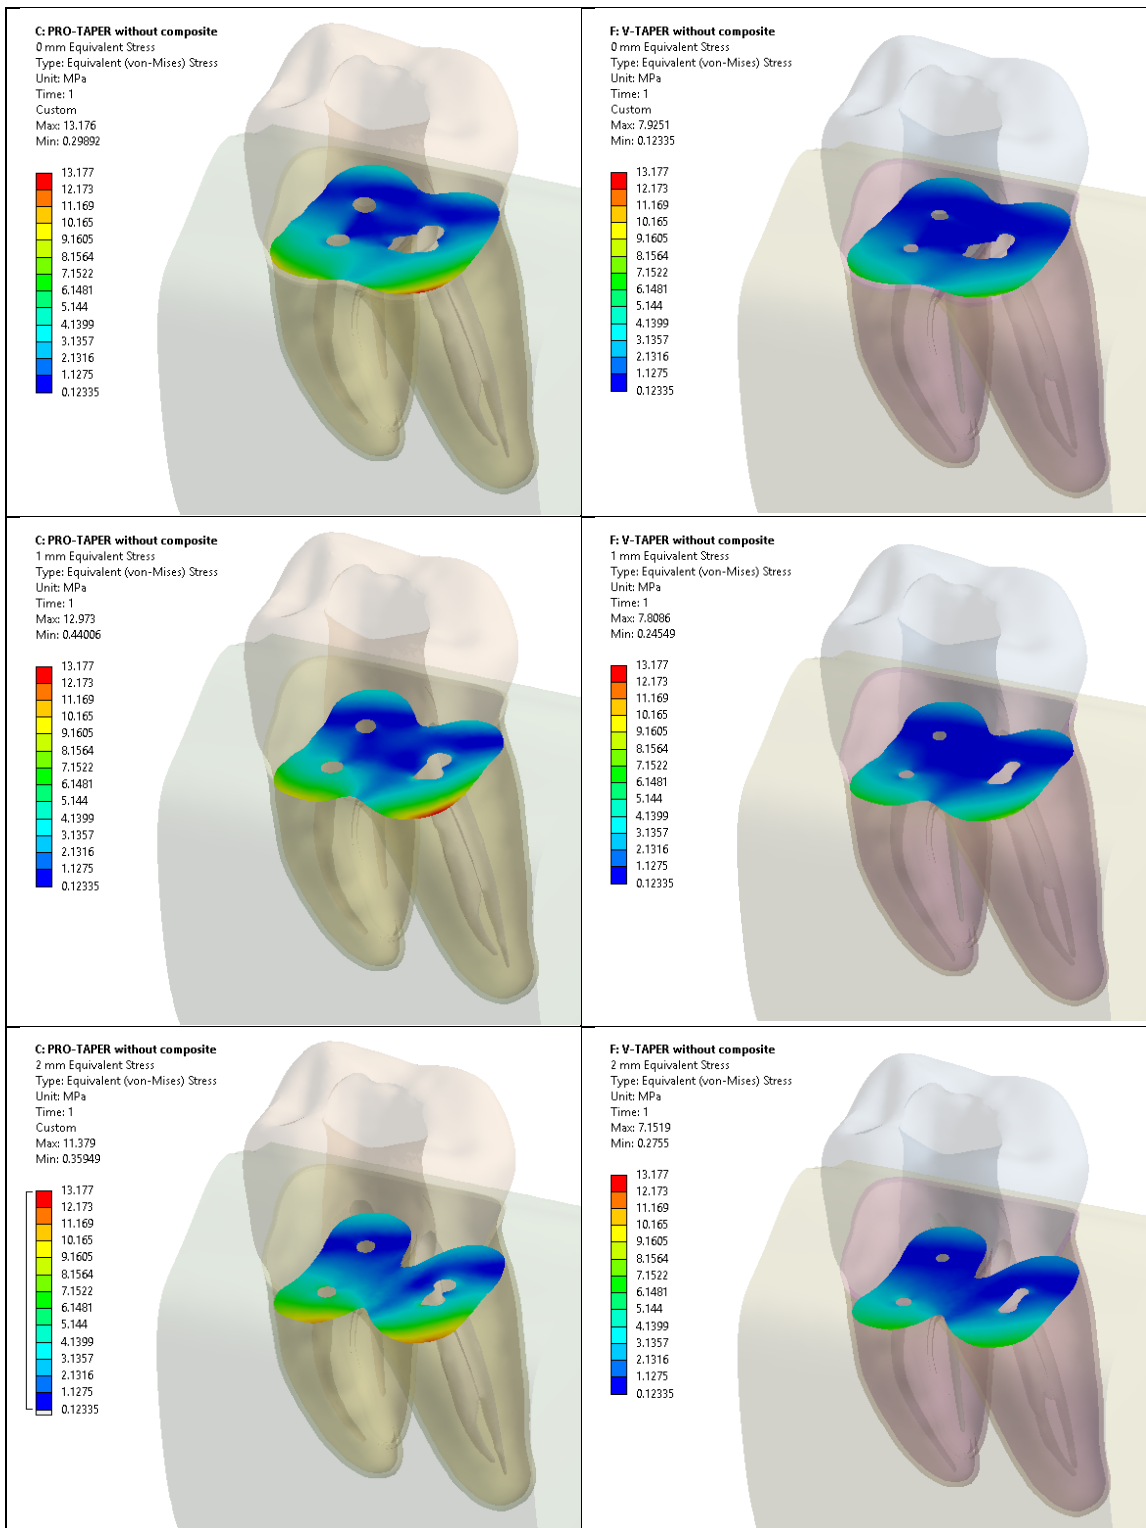 C: PRO-TAPER without composite
0 mm Equivalent Stress
Type: Equivalent (von-Mises) Stress
Unit: MPa
Time: 1
Custom
Max: 13.176
Min: 0.29892
13.177
12.173
11.169
10.165
9.1605
8.1564
7.1522
6.1481
5.144
4.1399
3.1357
2.1316
1.1275
0.12335
F: V-TAPER without composite
0 mm Equivalent Stress
Type: Equivalent (von-Mises) Stress
Unit: MPa
Time: 1
Custom
Max: 7.9251
Min: 0.12335
13.177
12.173
11.169
10.165
9.1605
8.1564
7.1522
6.1481
5.144
4.1399
3.1357
2.1316
1.1275
0.12335
C: PRO-TAPER without composite
1 mm Equivalent Stress
Type: Equivalent (von-Mises) Stress
Unit: MPa
Time: 1
Max: 12.973
Min: 0.44006
13.177
12.173
11.169
10.165
9.1605
8.1564
7.1522
6.1481
5.144
4.1399
3.1357
2.1316
1.1275
0.12335
F: V-TAPER without composite
1 mm Equivalent Stress
Type: Equivalent (von-Mises) Stress
Unit: MPa
Time: 1
Max: 7.8086
Min: 0.24549
13.177
12.173
11.169
10.165
9.1605
8.1564
7.1522
6.1481
5.144
4.1399
3.1357
2.1316
1.1275
0.12335
C: PRO-TAPER without composite
2 mm Equivalent Stress
Type: Equivalent (von-Mises) Stress
Unit: MPa
Time: 1
Custom
Max: 11.379
Min: 0.35949
13.177
12.173
11.169
10.165
9.1605
8.1564
7.1522
6.1481
5.144
4.1399
3.1357
2.1316
1.1275
0.12335
F: V-TAPER without composite
2 mm Equivalent Stress
Type: Equivalent (von-Mises) Stress
Unit: MPa
Time: 1
Max: 7.1519
Min: 0.2755
13.177
12.173
11.169
10.165
9.1605
8.1564
7.1522
6.1481
5.144
4.1399
3.1357
2.1316
1.1275
0.12335